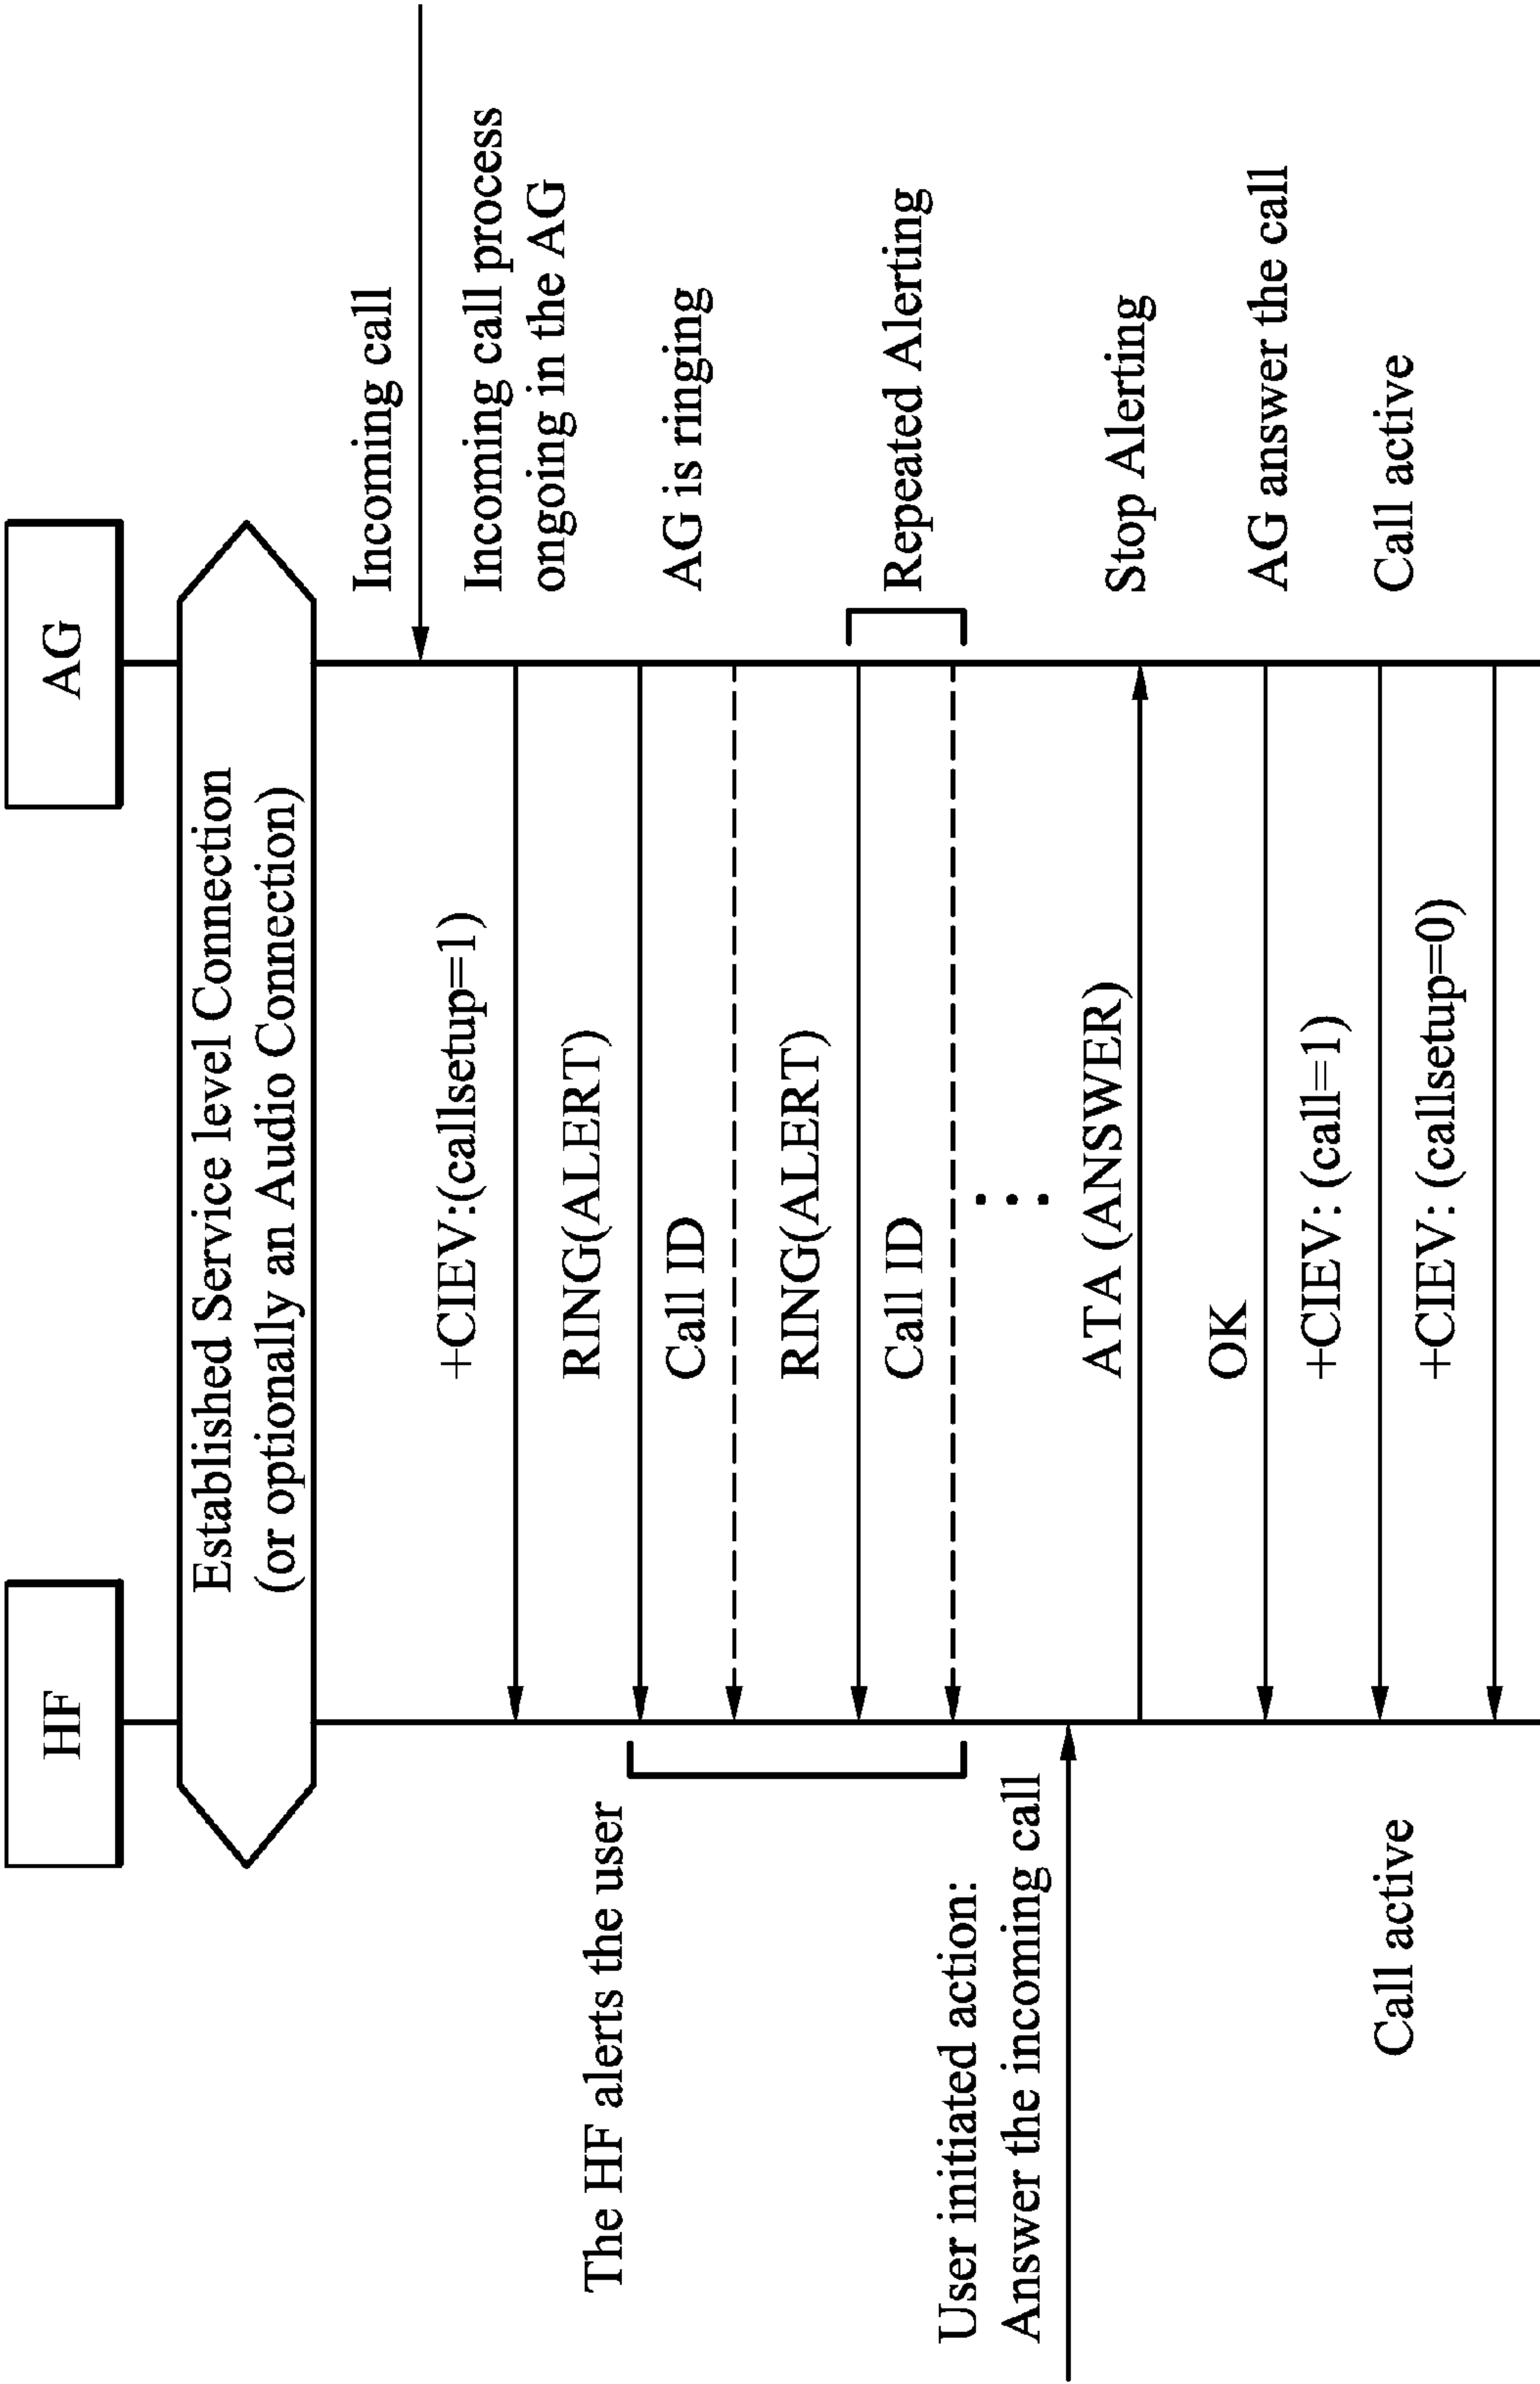 HF
AG
Established Service level Connection
(or optionally an Audio Connection)
Incoming call
+CIEV:(callsetup=1)
Incoming call process
ongoing in the AG
The HF alerts the user
RING(ALERT)
AG is ringing
Call ID
RING(ALERT)
Repeated Alerting
Call ID
User initiated action:
Answer the incoming call
ATA (ANSWER)
Stop Alerting
OK
AG answer the call
+CIEV: (call=1)
Call active
Call active
+CIEV: (callsetup=0)